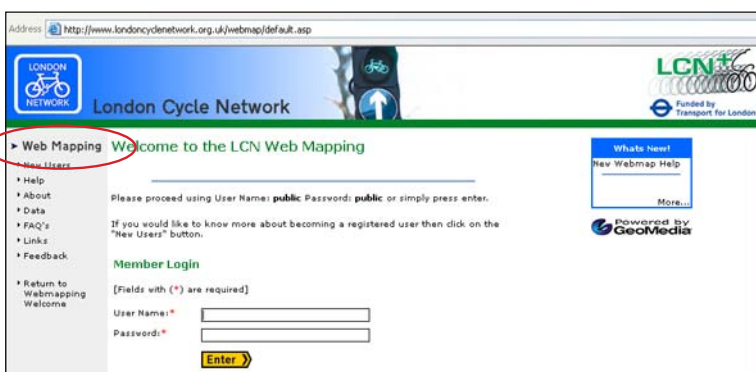 Address http://www.londoncyclenetwork.org.uk/webmap/default.asp
LONDON
NETWORK
London Cycle Network
LCN+
Funded by
Transport for London
Web Mapping
New Users
Help
About
Data
FAQ's
Links
Feedback
Return to
Webmapping
Welcome
Welcome to the LCN Web Mapping
Please proceed using User Name: public Password: public or simply press enter.
If you would like to know more about becoming a registered user then click on the
"New Users" button.
Member Login
[Fields with (*) are required]
User Name:*
Password:*
Enter
Whats New!
New Webmap Help
More...
Powered by
GeoMedia